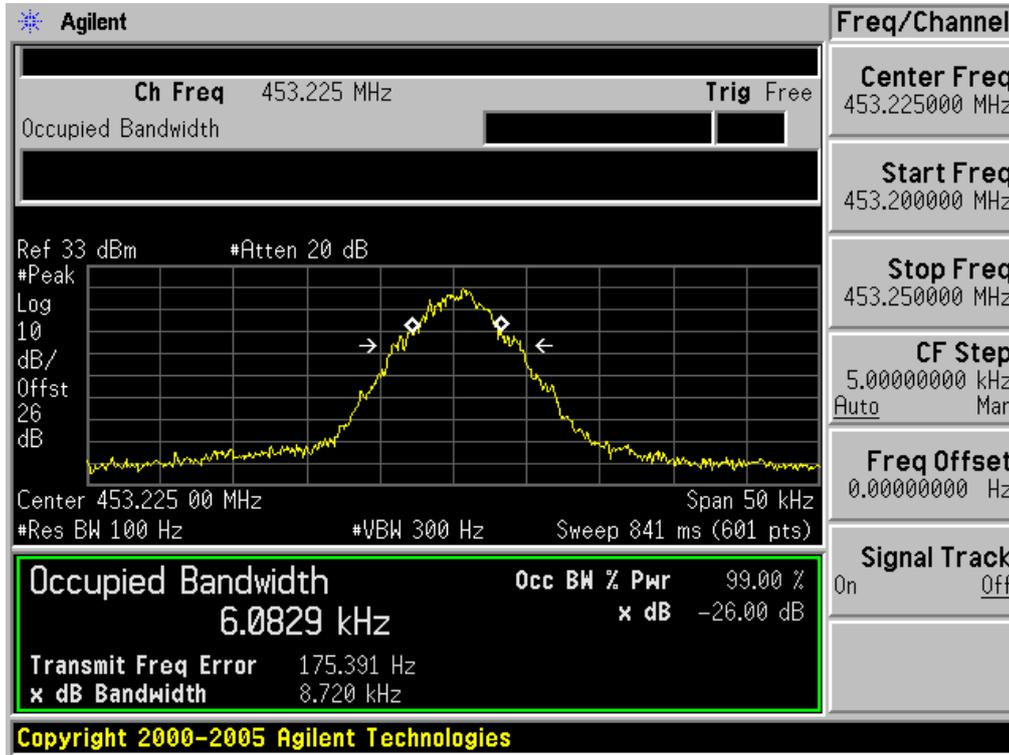 Agilent
Freq/Channel
Ch Freq 453.225 MHz Trig Free
Occupied Bandwidth
Center Freq
453.225000 MHz
Start Freq
453.200000 MHz
Stop Freq
453.250000 MHz
CF Step
5.00000000 kHz
Auto Man
Freq Offset
0.00000000 Hz
Signal Track
On Off
Ref 33 dBm #Atten 20 dB
#Peak
Log
10
dB/
Offst
26
dB
Center 453.225 00 MHz Span 50 kHz
#Res BW 100 Hz #VBW 300 Hz Sweep 841 ms (601 pts)
Occupied Bandwidth
6.0829 kHz
Occ BW % Pwr 99.00 %
x dB -26.00 dB
Transmit Freq Error 175.391 Hz
x dB Bandwidth 8.720 kHz
Copyright 2000-2005 Agilent Technologies